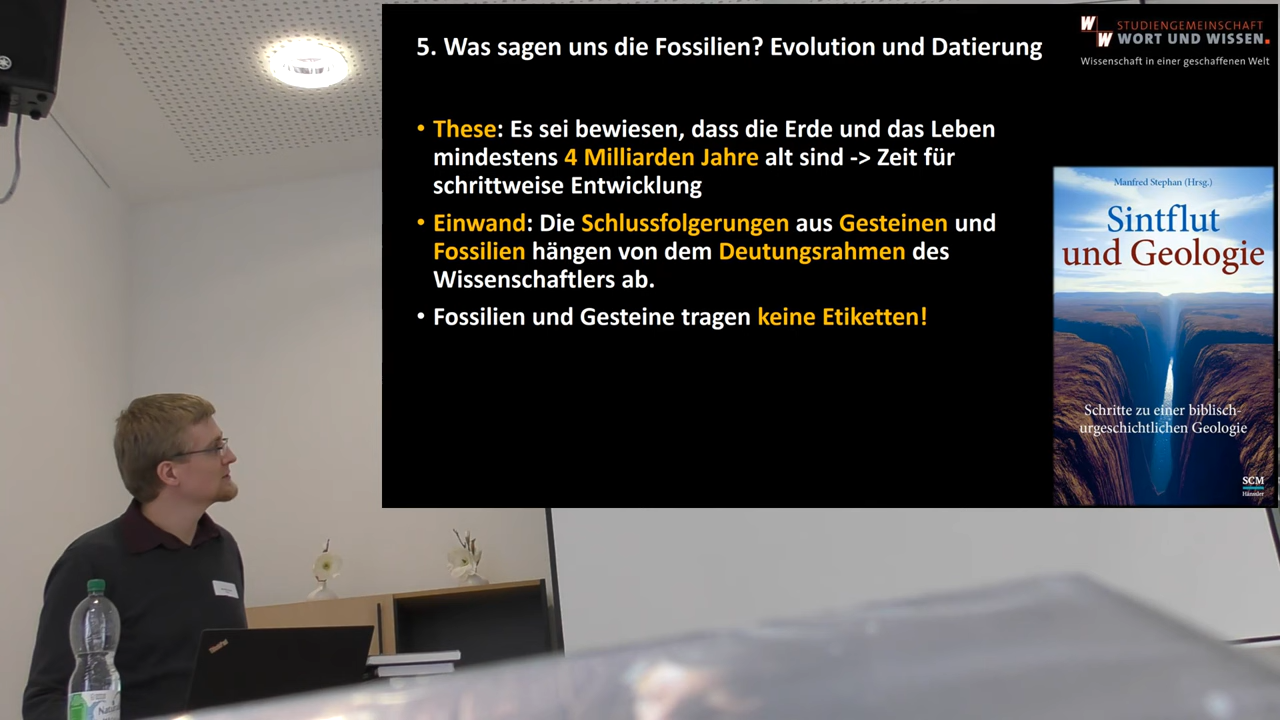 5. Was sagen uns die Fossilien? Evolution und Datierung
STUDIENGEMEINSCHAFT
WORT UND WISSEN.
Wissenschaft in einer geschaffenen Welt
• These: Es sei bewiesen, dass die Erde und das Leben
mindestens 4 Milliarden Jahre alt sind -> Zeit für
schrittweise Entwicklung
• Einwand: Die Schlussfolgerungen aus Gesteinen und
Fossilien hängen von dem Deutungsrahmen des
Wissenschaftlers ab.
• Fossilien und Gesteine tragen keine Etiketten!
Manfred Stephan (Hrsg.)
Sintflut
und Geologie
Schritte zu einer biblisch-
urgeschichtlichen Geologie
SCM
Hänssler
ThinkPad